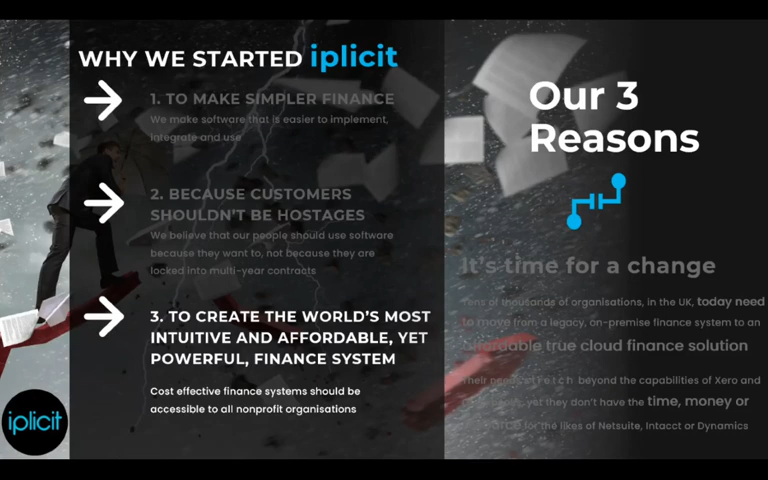 WHY WE STARTED iplicit
1. TO MAKE SIMPLER FINANCE
We make software that is easier to implement,
integrate and use
2. BECAUSE CUSTOMERS
SHOULDN'T BE HOSTAGES
We believe that our people should use software
because they want to, not because they are
locked into multi-year contracts
3. TO CREATE THE WORLD'S MOST
INTUITIVE AND AFFORDABLE, YET
POWERFUL, FINANCE SYSTEM
Cost effective finance systems should be
accessible to all nonprofit organisations
iplicit
Our 3
Reasons
It's time for a change
Tens of thousands of organisations, in the UK, today need
to move from a legacy, on-premise finance system to an
affordable true cloud finance solution
Their needs stretch beyond the capabilities of Xero and
yet they don't have the time, money or
for the likes of Netsuite, Intacct or Dynamics